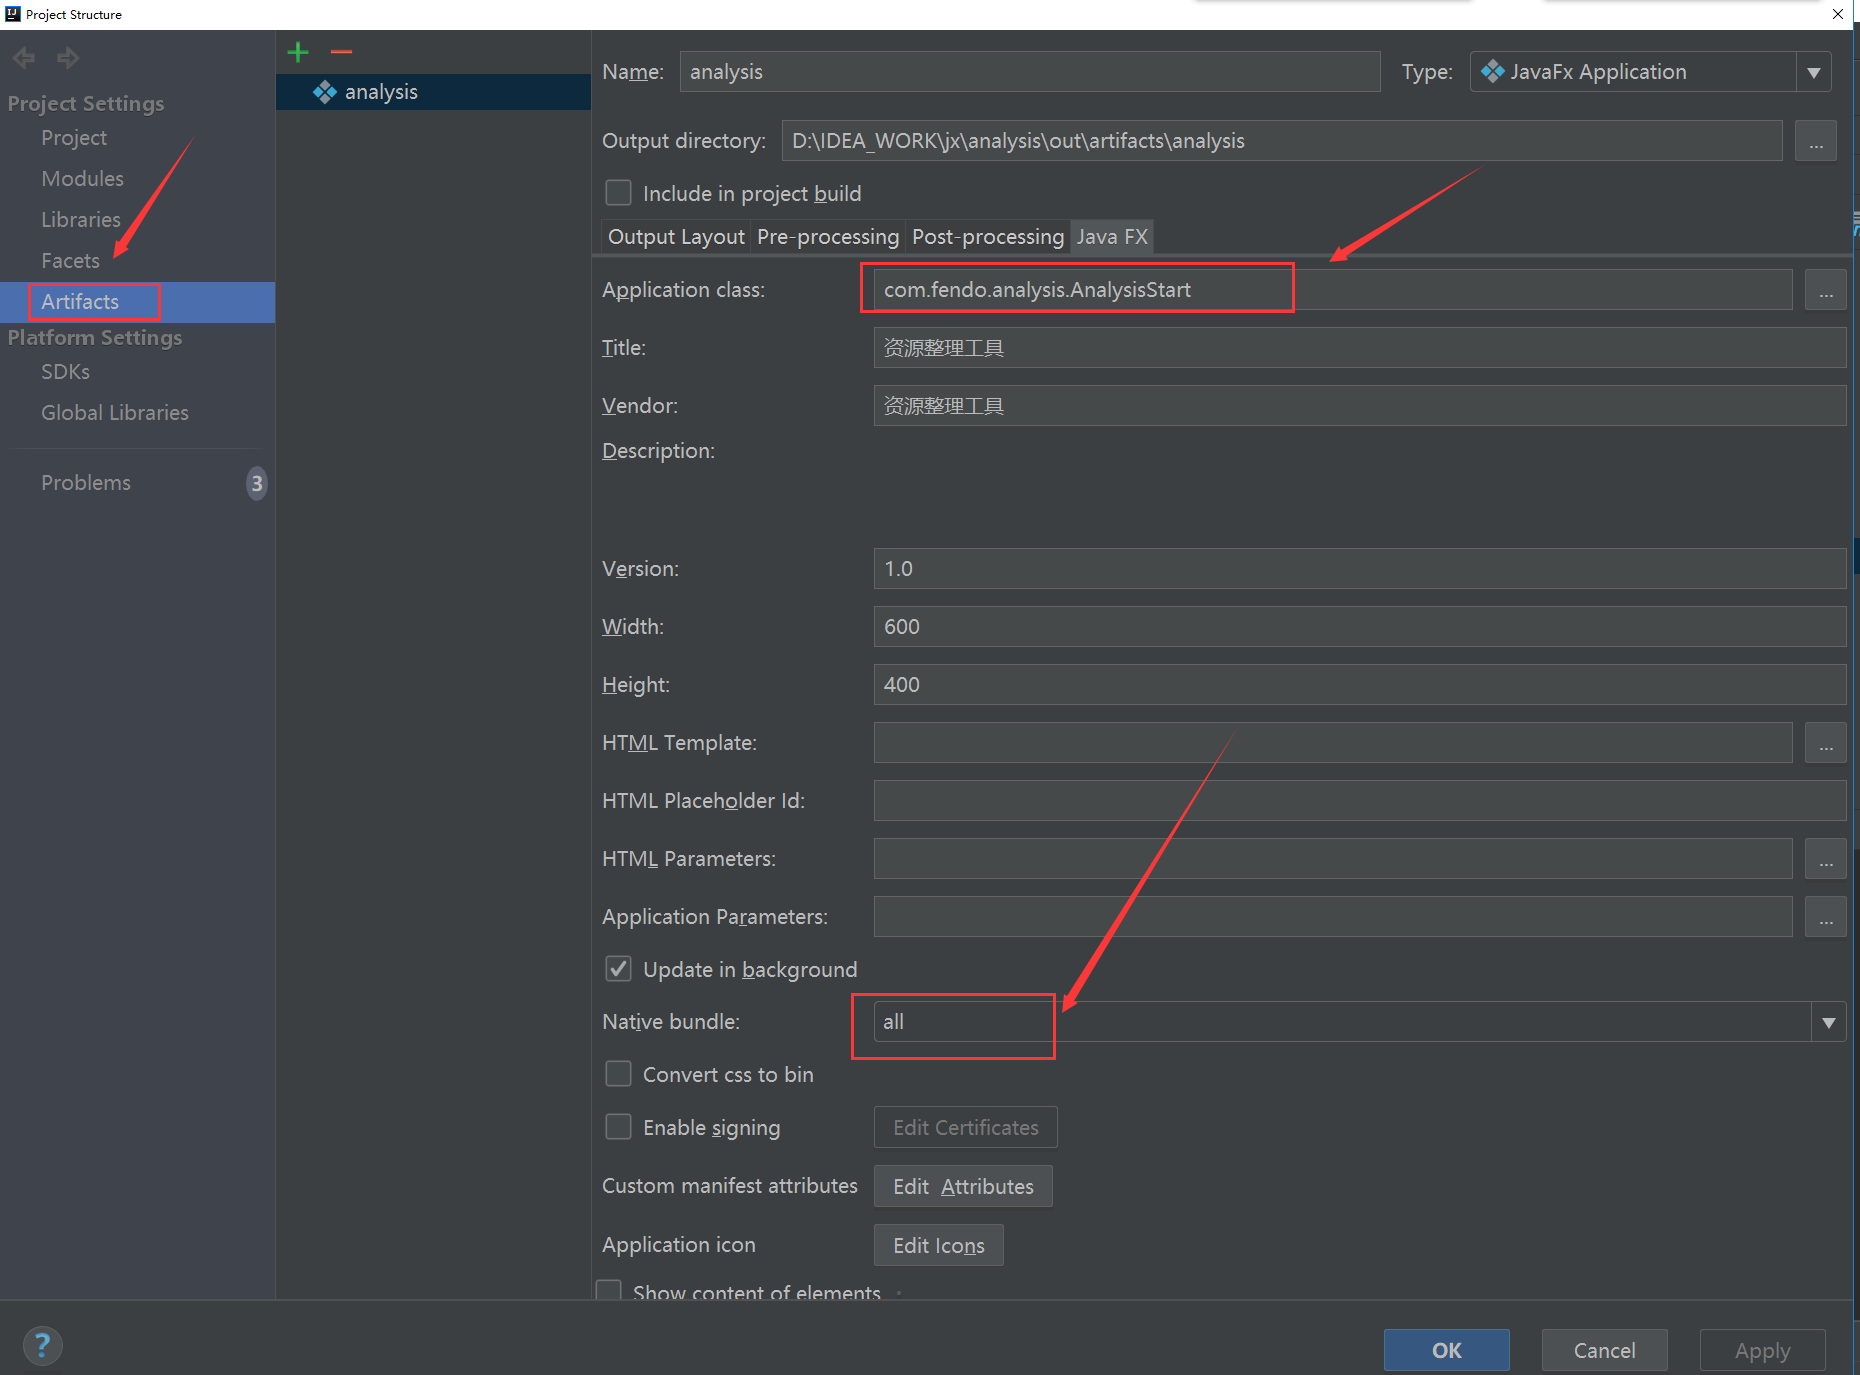 Project Structure
Project Settings
Project
Modules
Libraries
Facets
Artifacts
Platform Settings
SDKs
Global Libraries
Problems 3
analysis
Name: analysis Type: JavaFx Application
Output directory: D:\IDEA_WORK\jx\analysis\out\artifacts\analysis ...
Include in project build
Output Layout Pre-processing Post-processing Java FX
Application class: com.fendo.analysis.AnalysisStart ...
Title: 资源整理工具
Vendor: 资源整理工具
Description:
Version: 1.0
Width: 600
Height: 400
HTML Template: ...
HTML Placeholder Id:
HTML Parameters: ...
Application Parameters: ...
Update in background
Native bundle: all
Convert css to bin
Enable signing Edit Certificates
Custom manifest attributes Edit Attributes
Application icon Edit Icons
Show content of elements
? OK Cancel Apply